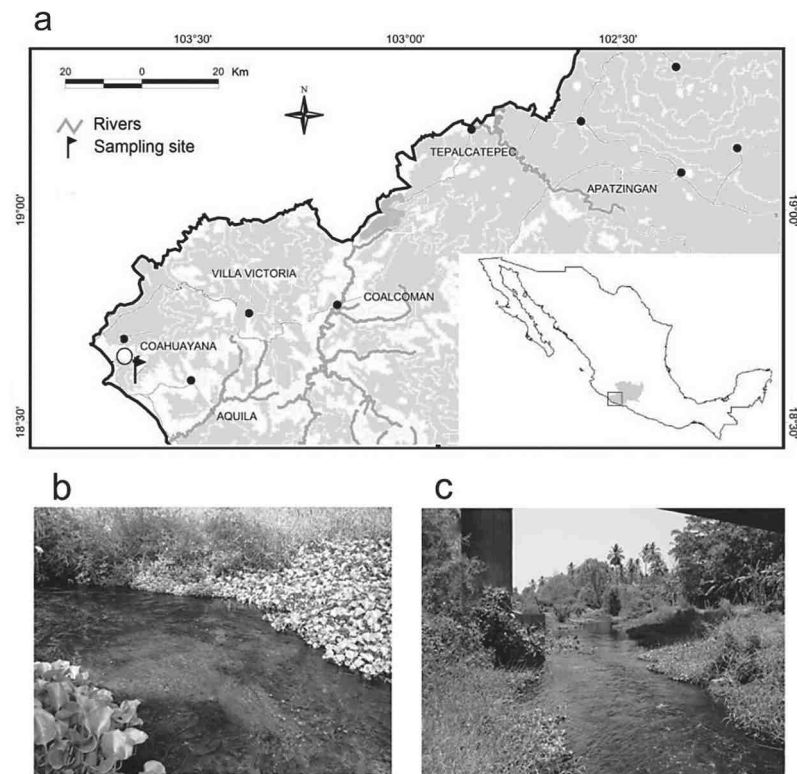 a
103°30' 103°00' 102°30'
20 0 20 Km
N
Rivers
Sampling site
TEPALCATEPEC
APATZINGAN
19°00' 19°00'
VILLA VICTORIA
COALCOMAN
COAHUAYANA
AQUILA
18°30' 18°30'
b c